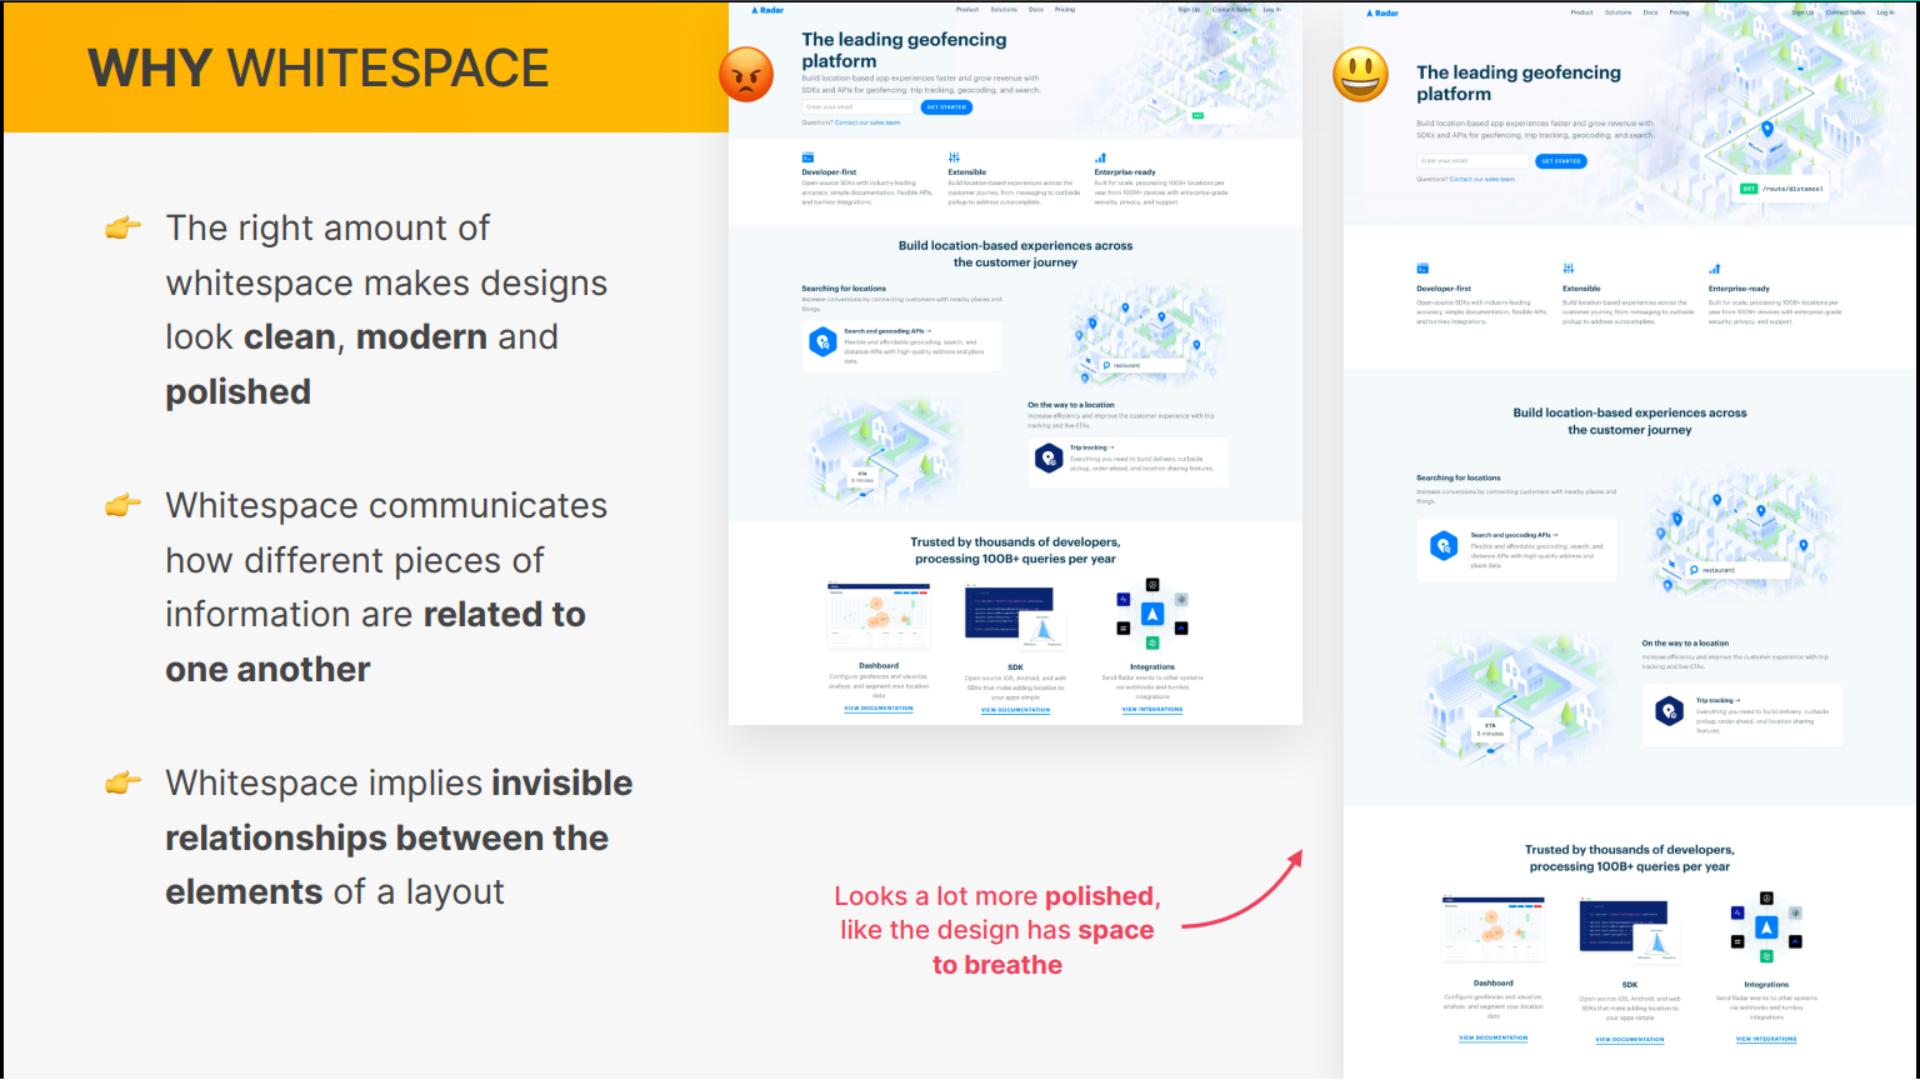 WHY WHITESPACE
👉 The right amount of
whitespace makes designs
look clean, modern and
polished
👉 Whitespace communicates
how different pieces of
information are related to
one another
👉 Whitespace implies invisible
relationships between the
elements of a layout
Radar
Product Solutions Docs Pricing
Sign Up Contact Sales Log In
The leading geofencing
platform
Build location-based app experiences faster and grow revenue with
SDKs and APIs for geofencing, trip tracking, geocoding, and search.
Enter your email
GET STARTED
Questions? Contact our sales team
GET
Developer-first
Open-source SDKs with industry-leading
accuracy, simple documentation, flexible APIs,
and turnkey integrations.
Extensible
Build location-based experiences across the
customer journey, from messaging to curbside
pickup to address autocomplete.
Enterprise-ready
Built for scale, processing 100B+ locations per
year from 100M+ devices with enterprise-grade
security, privacy, and support.
Build location-based experiences across
the customer journey
Searching for locations
Increase conversions by connecting customers with nearby places and
things.
Search and geocoding APIs →
Flexible and affordable geocoding, search, and
distance APIs with high quality address and place
data.
restaurant
On the way to a location
Increase efficiency and improve the customer experience with trip
tracking and live ETAs.
Trip tracking →
Everything you need to build delivery, curbside
pickup, order-ahead, and location sharing features.
ETA
8 minutes
Trusted by thousands of developers,
processing 100B+ queries per year
Dashboard
Configure geofences and visualize,
analyze, and segment your location
data
VIEW DOCUMENTATION
SDK
Open-source iOS, Android, and web
SDKs that make adding location to
your apps simple
VIEW DOCUMENTATION
Integrations
Send Radar events to other systems
via webhooks and turnkey
integrations
VIEW INTEGRATIONS
Looks a lot more polished,
like the design has space
to breathe
Radar
Product Solutions Docs Pricing
Sign Up Contact Sales Log In
The leading geofencing
platform
Build location-based app experiences faster and grow revenue with
SDKs and APIs for geofencing, trip tracking, geocoding, and search.
Enter your email
GET STARTED
Questions? Contact our sales team
GET /route/distance|
Developer-first
Open-source SDKs with industry-leading
accuracy, simple documentation, flexible APIs,
and turnkey integrations.
Extensible
Build location-based experiences across the
customer journey, from messaging to curbside
pickup to address autocomplete.
Enterprise-ready
Built for scale, processing 100B+ locations per
year from 100M+ devices with enterprise-grade
security, privacy, and support.
Build location-based experiences across
the customer journey
Searching for locations
Increase conversions by connecting customers with nearby places and
things.
Search and geocoding APIs →
Flexible and affordable geocoding, search, and
distance APIs with high quality address and
place data.
restaurant|
On the way to a location
Increase efficiency and improve the customer experience with trip
tracking and live ETAs.
Trip tracking →
Everything you need to build delivery, curbside
pickup, order-ahead, and location sharing
features.
ETA
8 minutes
Trusted by thousands of developers,
processing 100B+ queries per year
Dashboard
Configure geofences and visualize,
analyze, and segment your location
data
VIEW DOCUMENTATION
SDK
Open-source iOS, Android, and web
SDKs that make adding location to
your apps simple
VIEW DOCUMENTATION
Integrations
Send Radar events to other systems
via webhooks and turnkey
integrations
VIEW INTEGRATIONS